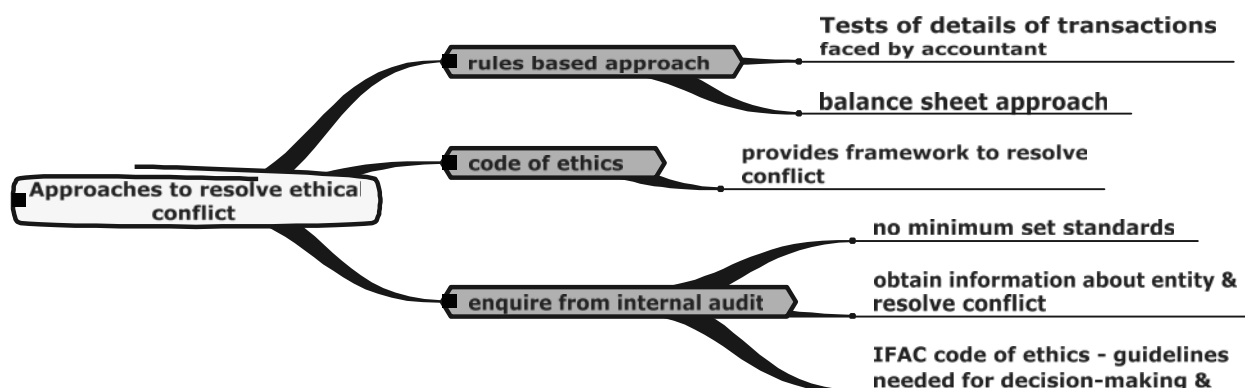 Tests of details of transactions
faced by accountant
rules based approach
balance sheet approach
code of ethics
provides framework to resolve
conflict
Approaches to resolve ethical
conflict
no minimum set standards
enquire from internal audit
obtain information about entity &
resolve conflict
IFAC code of ethics - guidelines
needed for decision-making &